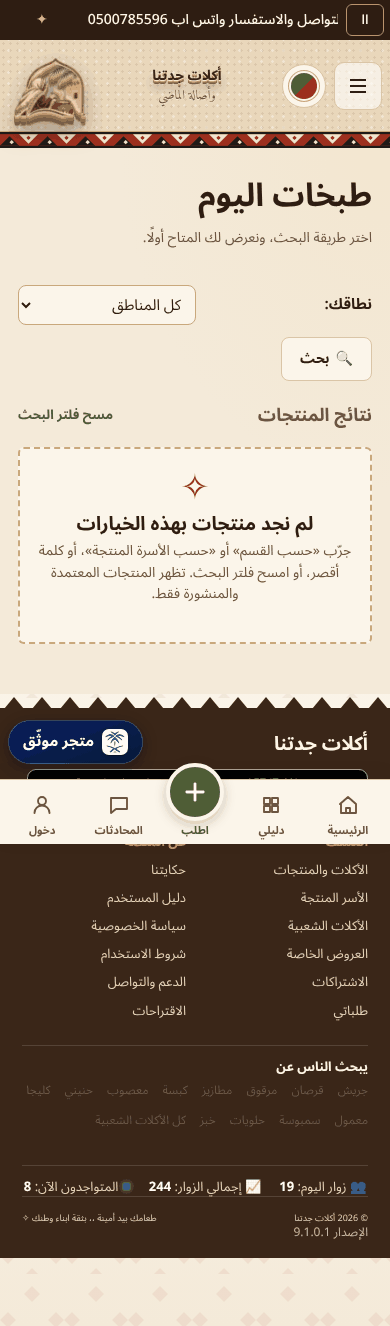 لتواصل والاستفسار واتس اب 0500785596
أكلات جدتنا
وأصالة الماضي
طبخات اليوم
اختر طريقة البحث، ونعرض لك المتاح أولًا.
نطاقك:
كل المناطق
بحث
نتائج المنتجات
مسح فلتر البحث
لم نجد منتجات بهذه الخيارات
جرّب «حسب القسم» أو «حسب الأسرة المنتجة»، أو كلمة
أقصر، أو امسح فلتر البحث. تظهر المنتجات المعتمدة
والمنشورة فقط.
أكلات جدتنا
متجر موثّق
الرئيسية
دليلي
اطلب
المحادثات
دخول
الأكلات والمنتجات
الأسر المنتجة
الأكلات الشعبية
العروض الخاصة
الاشتراكات
طلباتي
حكايتنا
دليل المستخدم
سياسة الخصوصية
شروط الاستخدام
الدعم والتواصل
الاقتراحات
يبحث الناس عن
جريش قرصان مرقوق مطازيز كبسة معصوب حنيني كليجا
معمول سمبوسة حلويات خبز كل الأكلات الشعبية
زوار اليوم: 19
إجمالي الزوار: 244
المتواجدون الآن: 8
© 2026 أكلات جدتنا
الإصدار 9.1.0.1
طعامك بيد أمينة .. بثقة ابناء وطنك ✧